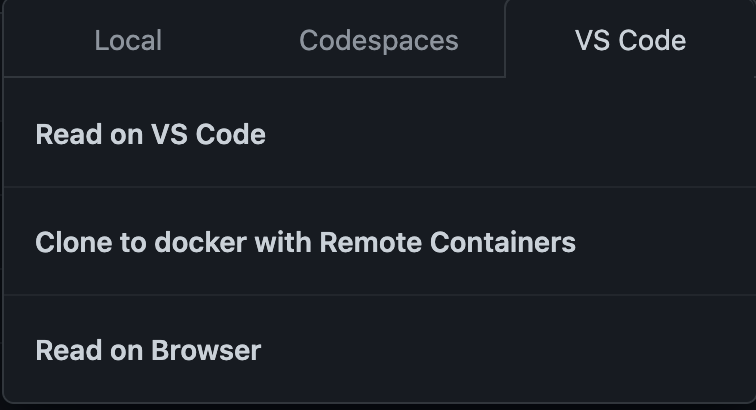 Local
Codespaces
VS Code
Read on VS Code
Clone to docker with Remote Containers
Read on Browser